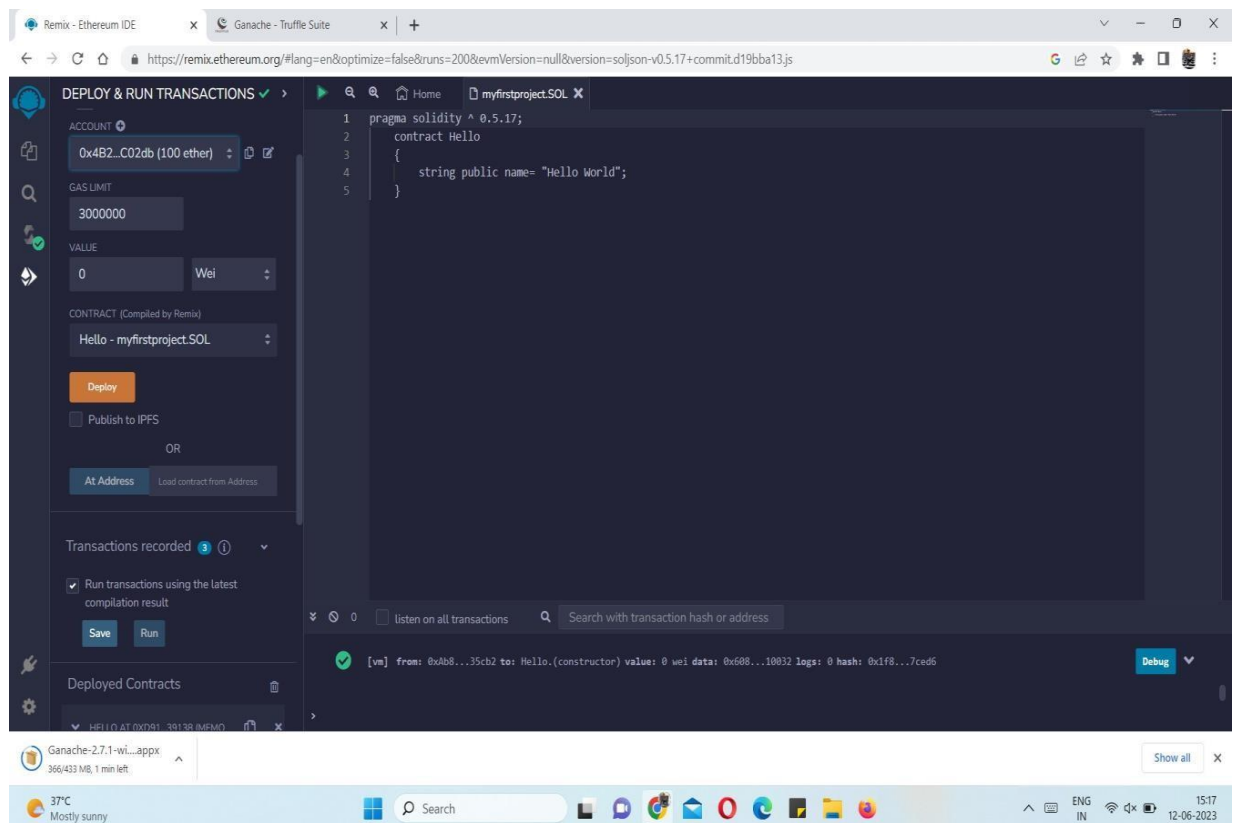 Remix - Ethereum IDE
Ganache - Truffle Suite
https://remix.ethereum.org/#lang=en&optimize=false&runs=200&evmVersion=null&version=soljson-v0.5.17+commit.d19bba13.js
DEPLOY & RUN TRANSACTIONS
ACCOUNT
0x4B2...C02db (100 ether)
GAS LIMIT
3000000
VALUE
0 Wei
CONTRACT (Compiled by Remix)
Hello - myfirstproject.SOL
Deploy
Publish to IPFS
OR
At Address Load contract from Address
Transactions recorded 3 i
Run transactions using the latest
compilation result
Save Run
Deployed Contracts
HELLO AT 0XD91...39138 (MEMO
Home myfirstproject.SOL
1 pragma solidity ^ 0.5.17;
2 contract Hello
3 {
4 string public name= "Hello World";
5 }
0 listen on all transactions Search with transaction hash or address
[vm] from: 0xAb8...35cb2 to: Hello.(constructor) value: 0 wei data: 0x608...10032 logs: 0 hash: 0x1f8...7ced6
Debug
>
Ganache-2.7.1-wi....appx
366/433 MB, 1 min left
Show all
37°C
Mostly sunny
Search
ENG
IN
15:17
12-06-2023